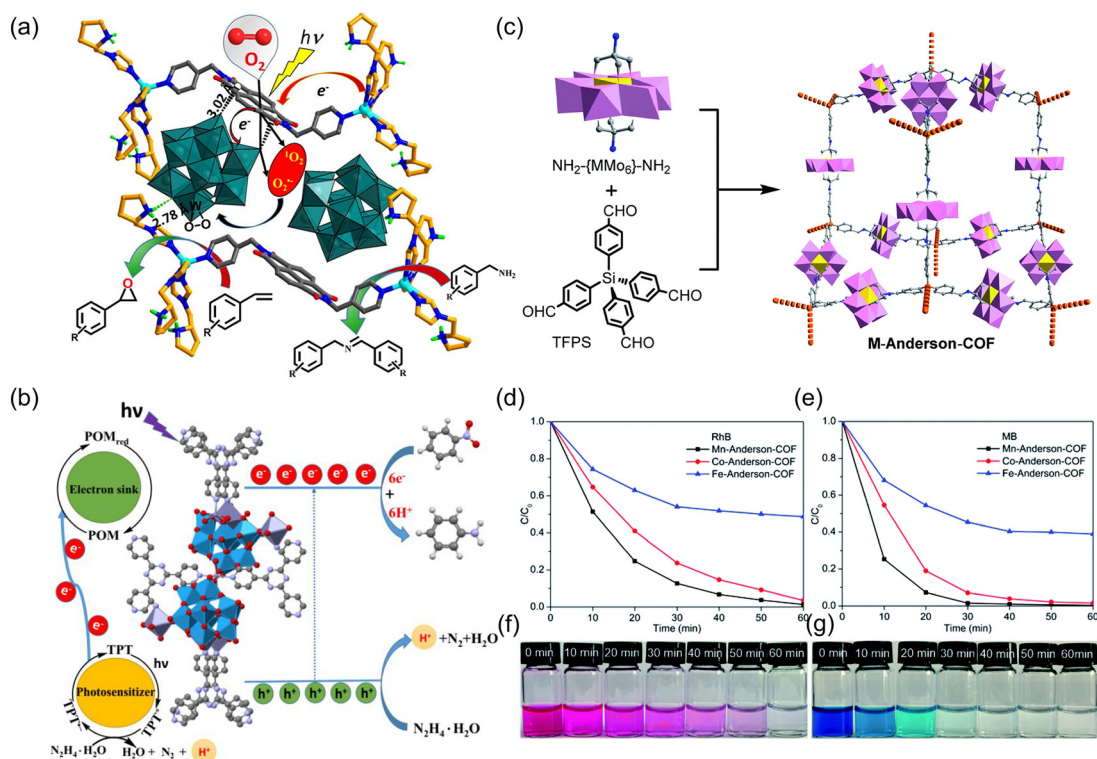 (a)
O2
hν
e-
3.02
e-
1O2
O2•-
2.78 Å
W
O–O
O
R
R
NH2
R
N
R
R
(b)
hν
POMred
Electron sink
POM
e-
e-
e-
TPT
hν
Photosensitizer
TPT-
TPT*
N2H4·H2O
H2O + N2 + H+
e- e- e- e- e-
6e-
+
6H+
H+ +N2+H2O
h+ h+ h+ h+ h+
N2H4·H2O
(c)
NH2-{MMo6}-NH2
+
CHO
Si
CHO
OHC
CHO
TFPS
M-Anderson-COF
(d)
RhB
Mn-Anderson-COF
Co-Anderson-COF
Fe-Anderson-COF
C/C0
1.0
0.8
0.6
0.4
0.2
0.0
0 10 20 30 40 50 60
Time (min)
(e)
MB
Mn-Anderson-COF
Co-Anderson-COF
Fe-Anderson-COF
C/C0
1.0
0.8
0.6
0.4
0.2
0.0
0 10 20 30 40 50 60
Time (min)
(f)
0 min 10 min 20 min 30 min 40 min 50 min 60 min
(g)
0 min 10 min 20 min 30 min 40 min 50 min 60min